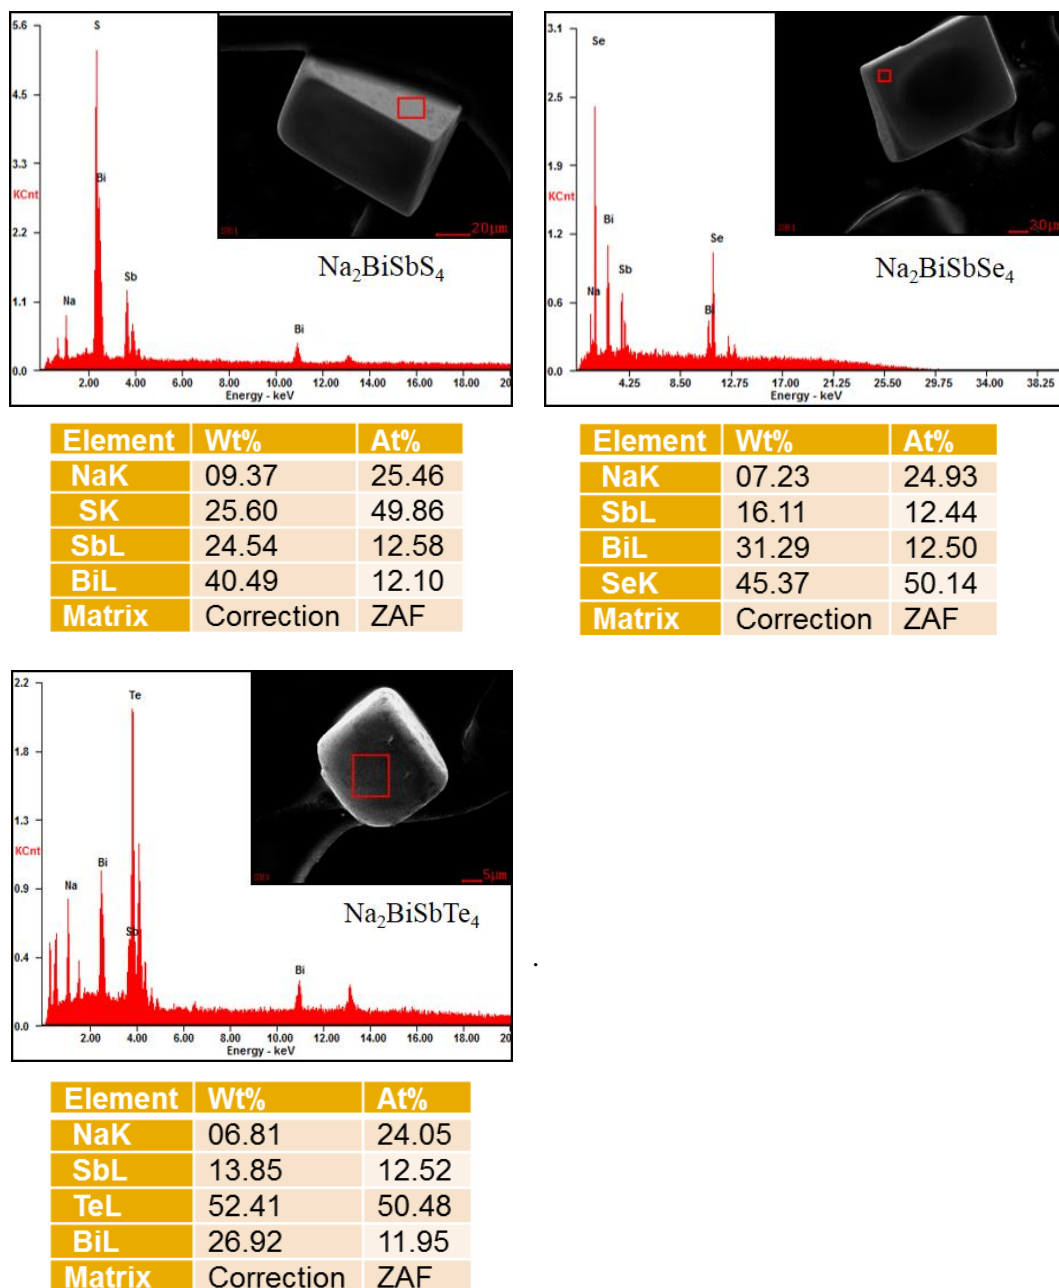 5.6
4.5
3.3
KCnt
2.2
1.1
0.0
S
Bi
Na
Sb
Bi
2.00 4.00 6.00 8.00 10.00 12.00 14.00 16.00 18.00 20
Energy - keV
SE1
20µm
Na2BiSbS4
3.1
2.5
1.9
KCnt
1.2
0.6
0.0
Se
Bi
Sb
Na
Se
Bi
4.25 8.50 12.75 17.00 21.25 25.50 29.75 34.00 38.25
Energy - keV
SE1
20µm
Na2BiSbSe4
Element Wt% At%
NaK 09.37 25.46
SK 25.60 49.86
SbL 24.54 12.58
BiL 40.49 12.10
Matrix Correction ZAF
Element Wt% At%
NaK 07.23 24.93
SbL 16.11 12.44
BiL 31.29 12.50
SeK 45.37 50.14
Matrix Correction ZAF
2.2
1.8
1.3
KCnt
0.9
0.4
0.0
Te
Bi
Na
Sb
Bi
2.00 4.00 6.00 8.00 10.00 12.00 14.00 16.00 18.00 20
Energy - keV
SE1
5µm
Na2BiSbTe4
.
Element Wt% At%
NaK 06.81 24.05
SbL 13.85 12.52
TeL 52.41 50.48
BiL 26.92 11.95
Matrix Correction ZAF